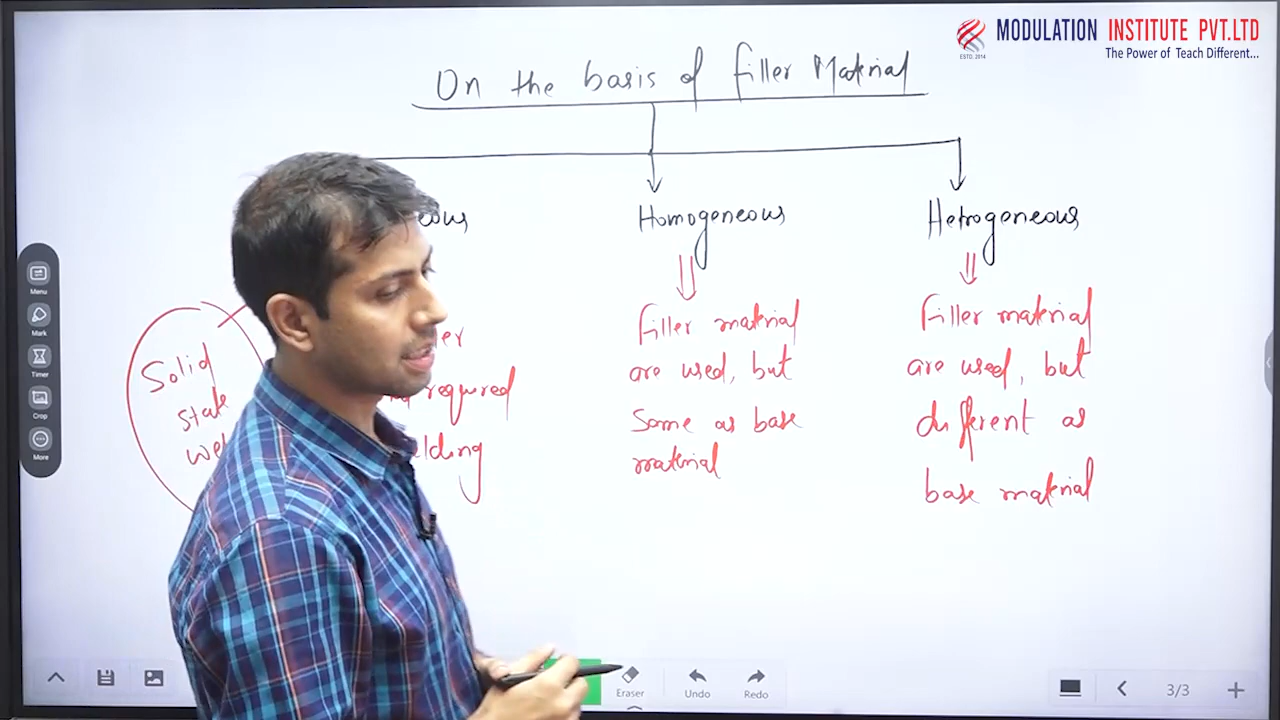 MODULATION INSTITUTE PVT.LTD
The Power of Teach Different...
ESTD. 2014
On the basis of filler Material
Homogeneous
Hetrogeneous
Solid
state
filler material
are used, but
Same as base
material
Filler material
are used, but
different as
base material
required
Menu
Mark
Timer
Crop
More
Eraser
Undo
Redo
3/3